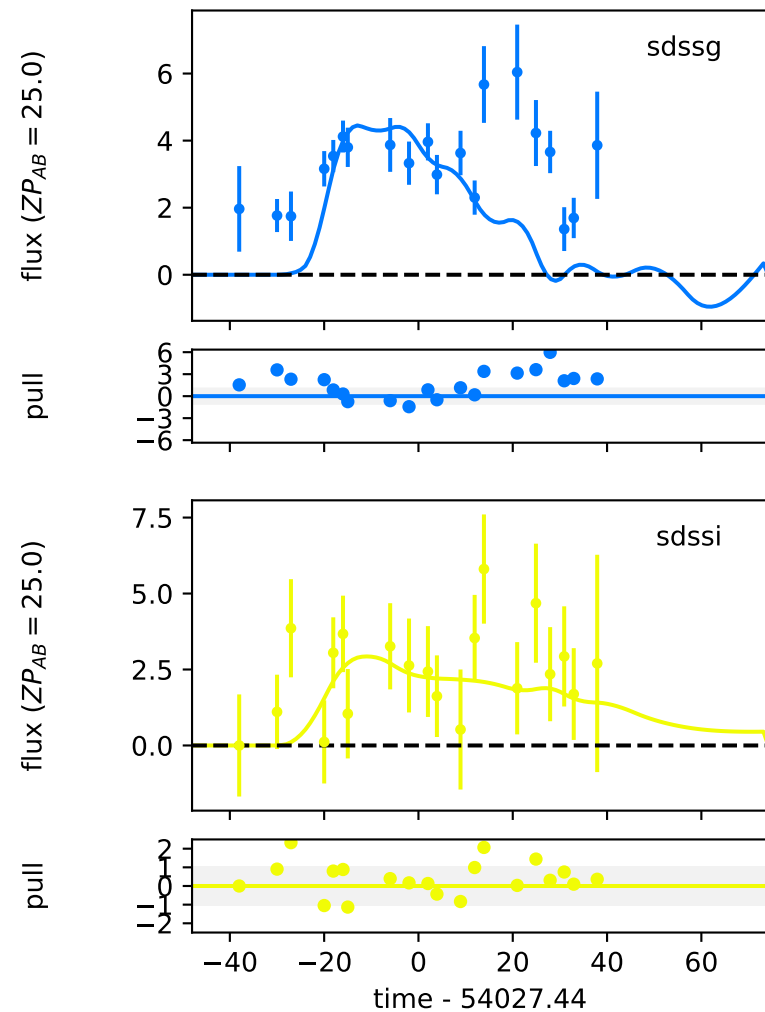 sdssg
flux (ZP_AB = 25.0)
6
4
2
0
pull
6
3
0
−3
−6
sdssi
flux (ZP_AB = 25.0)
7.5
5.0
2.5
0.0
pull
2
1
0
−1
−2
−40 −20 0 20 40 60
time - 54027.44